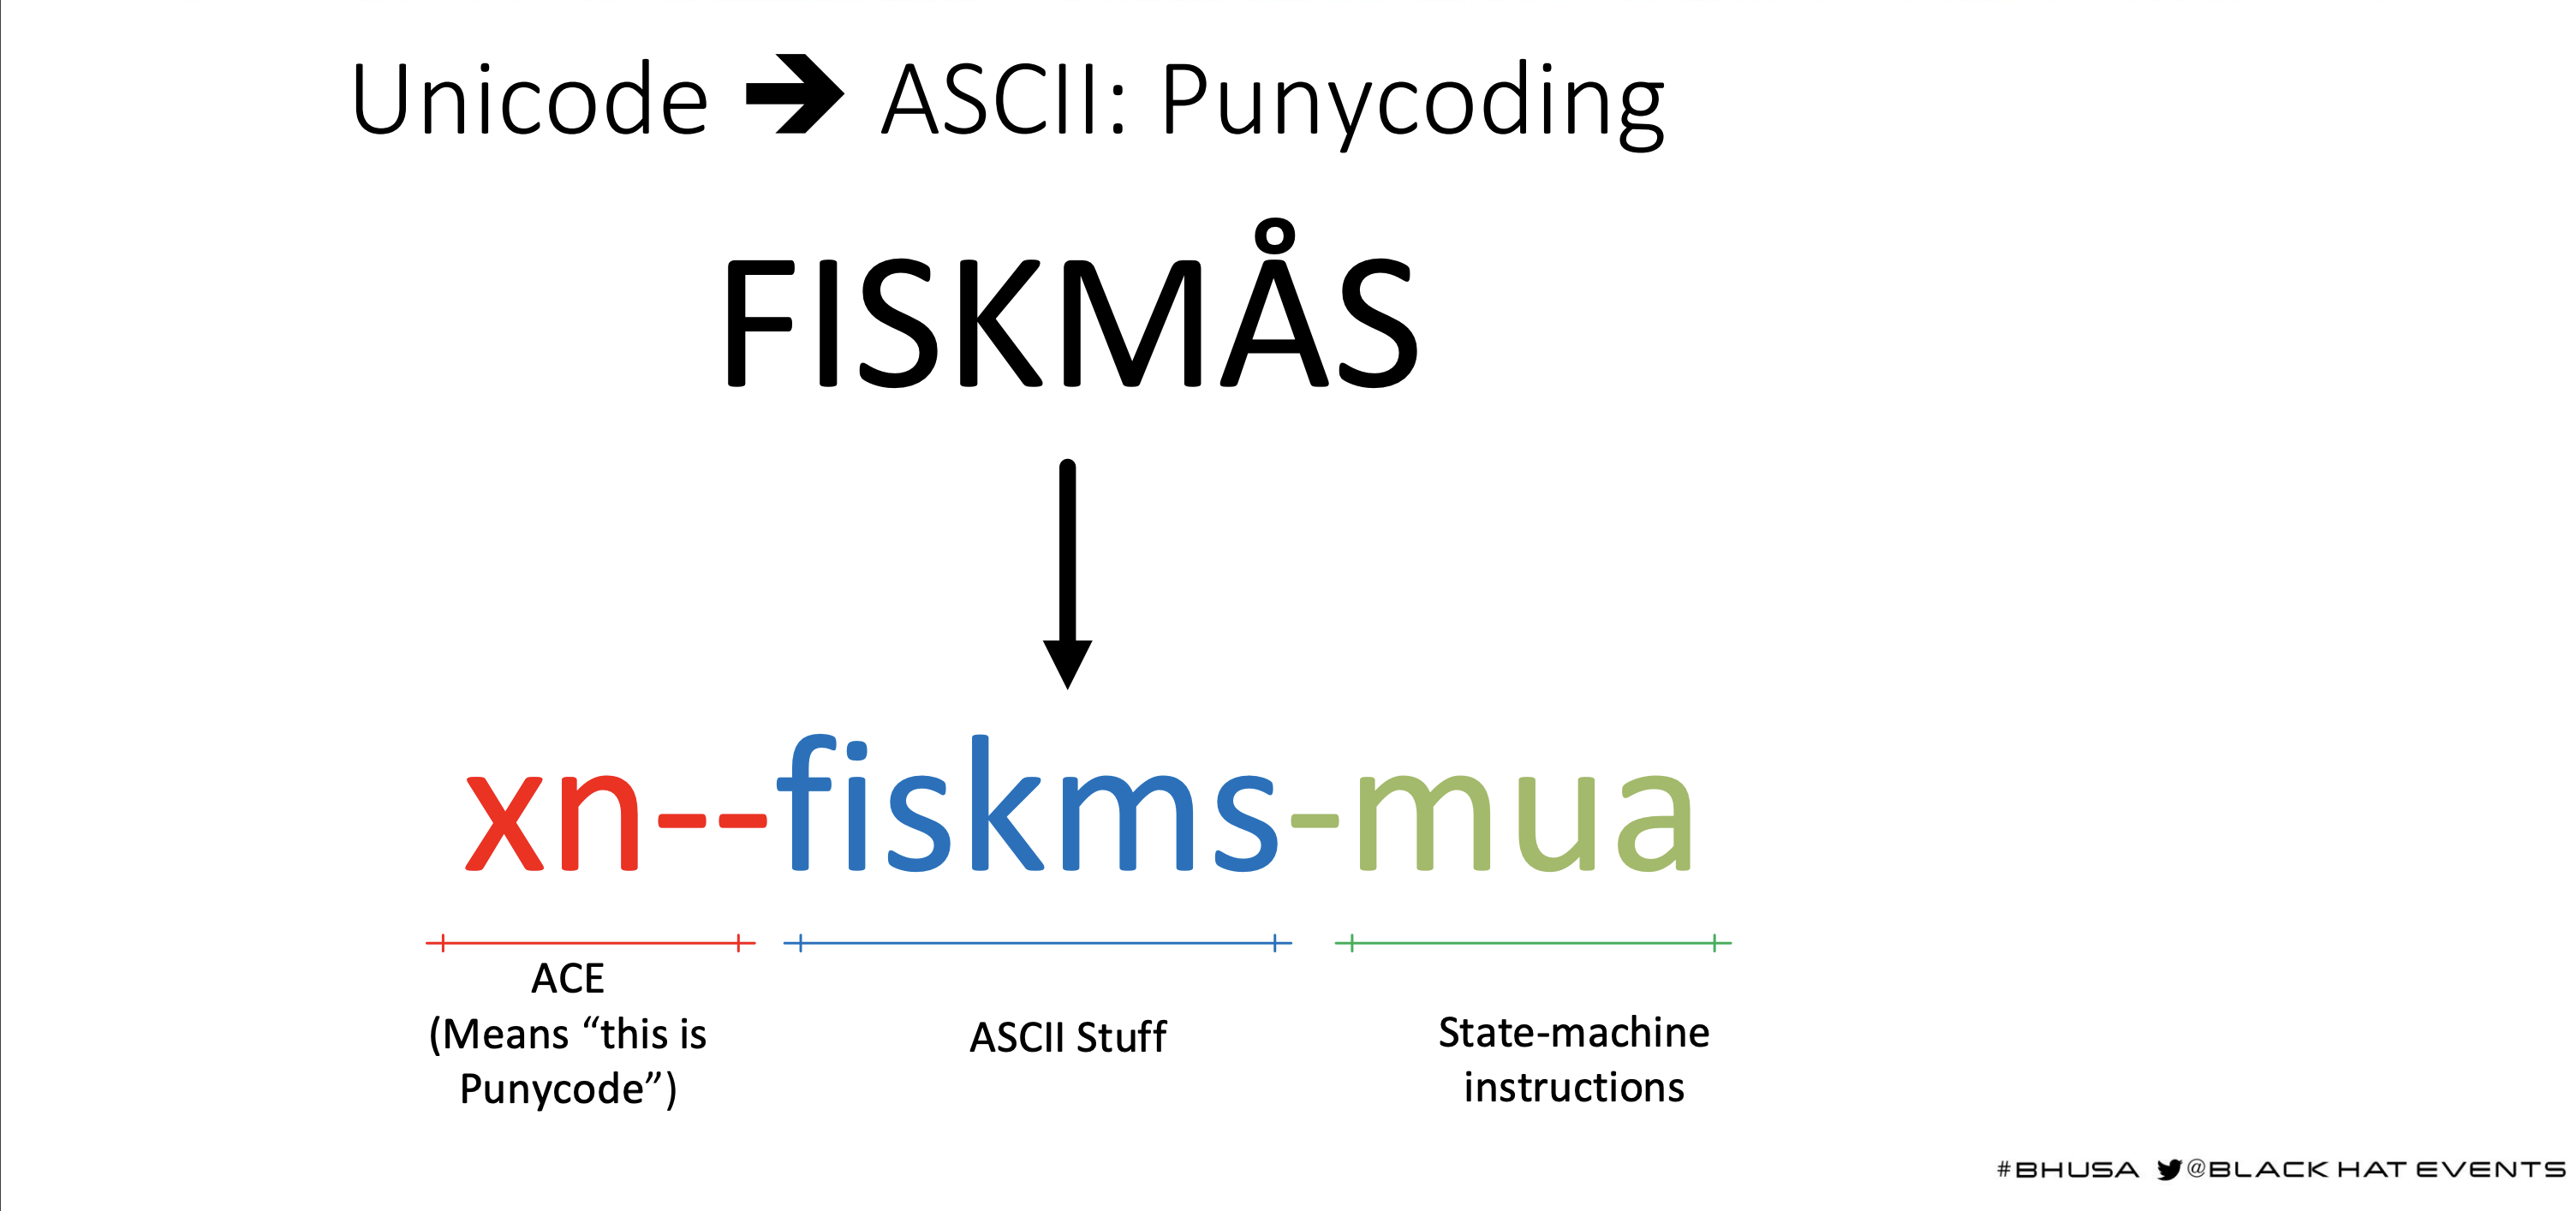 Unicode ➔ ASCII: Punycoding
FISKMÅS
xn--fiskms-mua
ACE
(Means “this is
Punycode”)
ASCII Stuff
State-machine
instructions
#BHUSA @BLACK HAT EVENTS